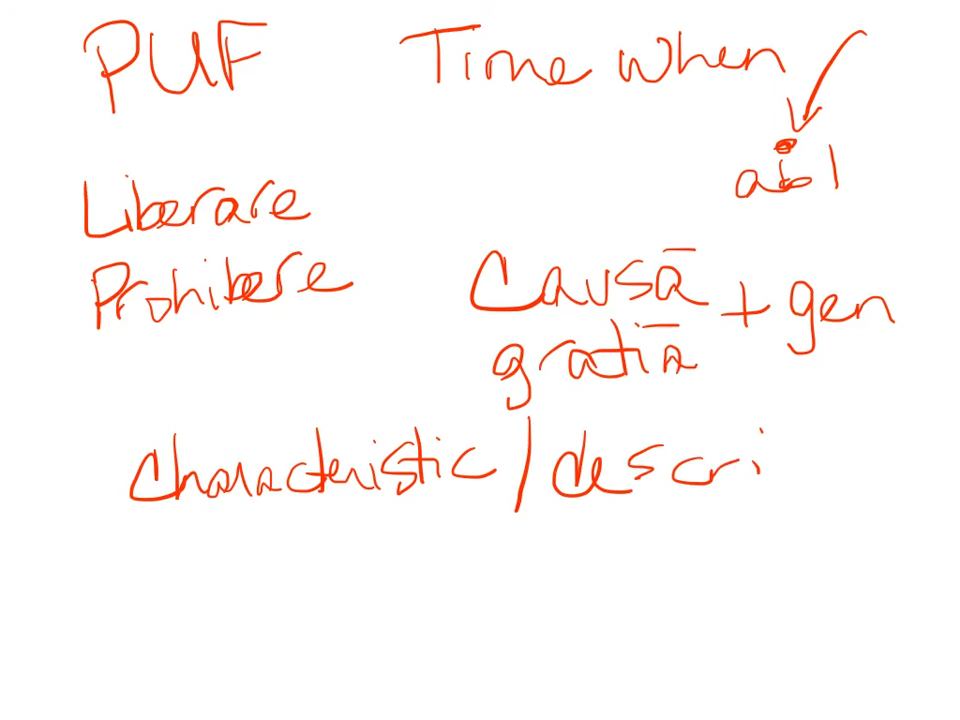 PUF Time when
abl
Liberare
Prohibere causā + gen
gratiā
characteristic/descri